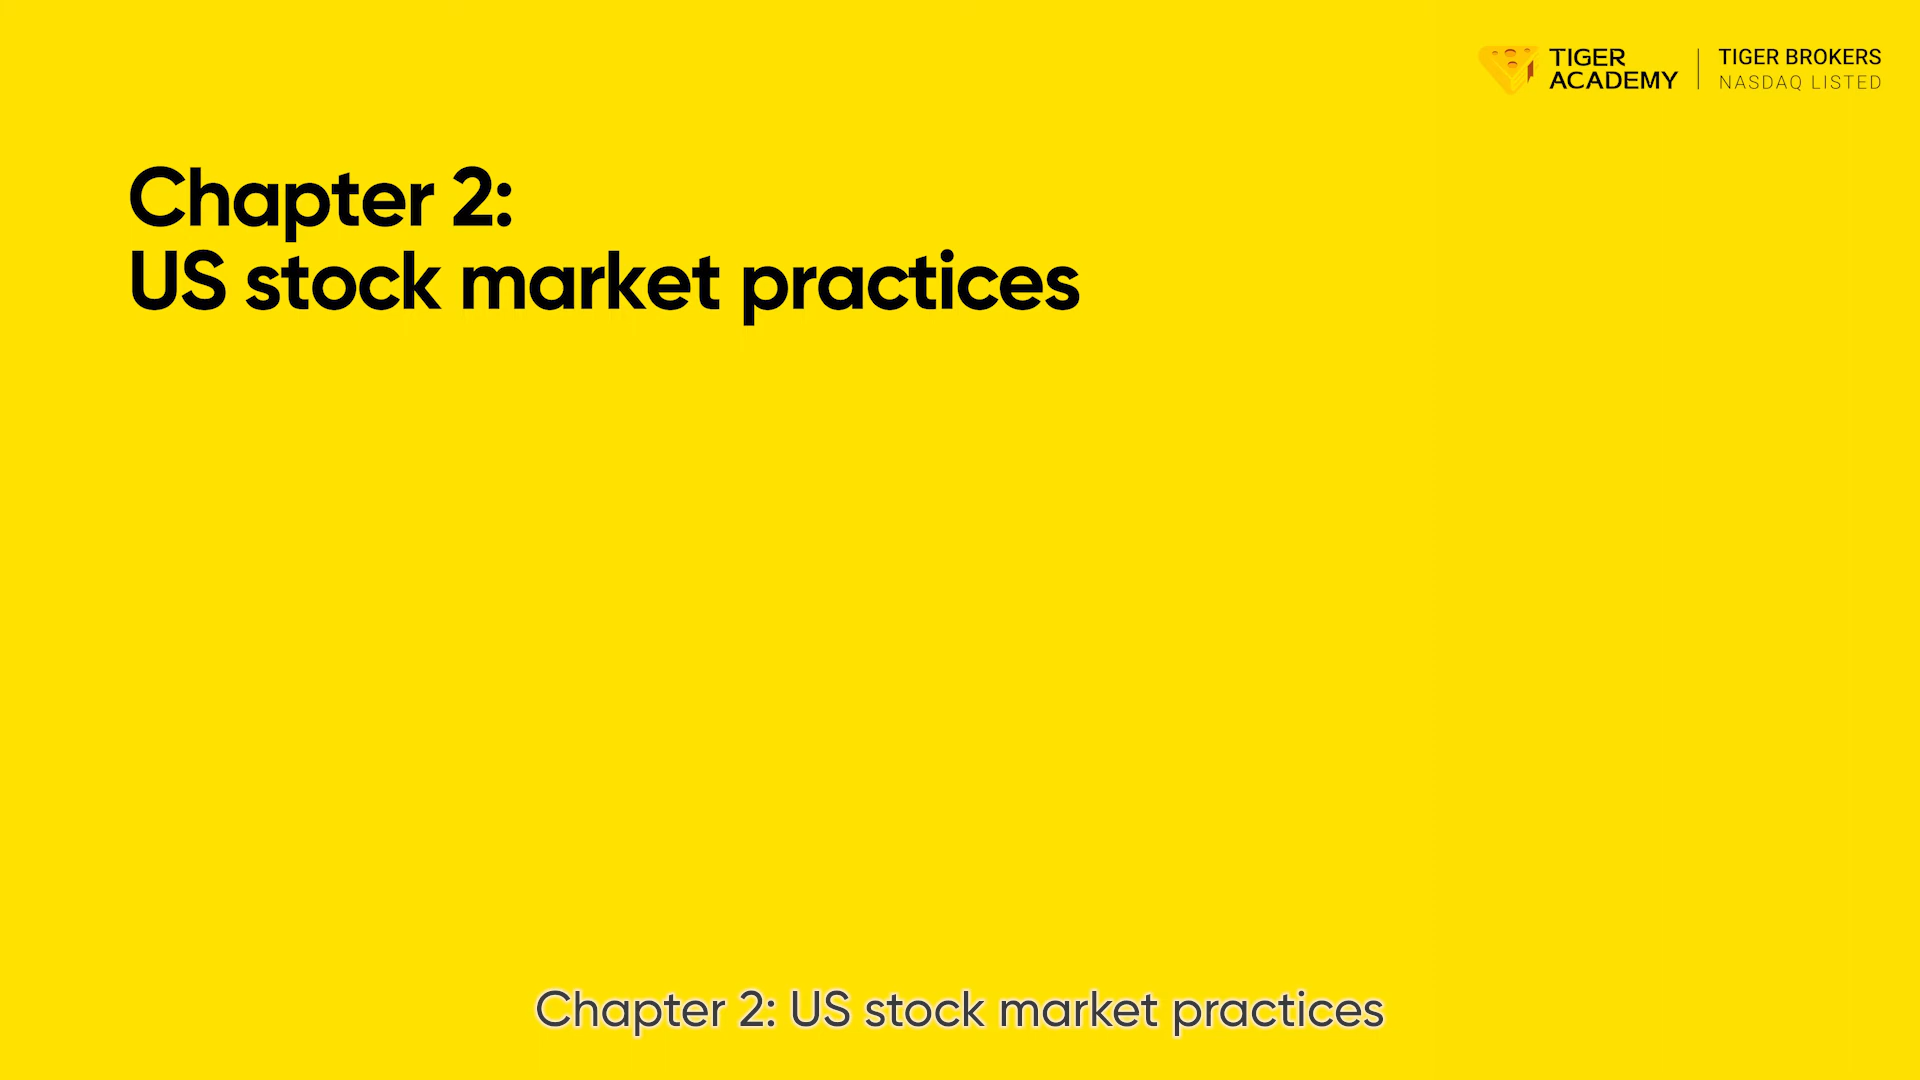 TIGER
ACADEMY
TIGER BROKERS
NASDAQ LISTED
Chapter 2:
US stock market practices
Chapter 2: US stock market practices